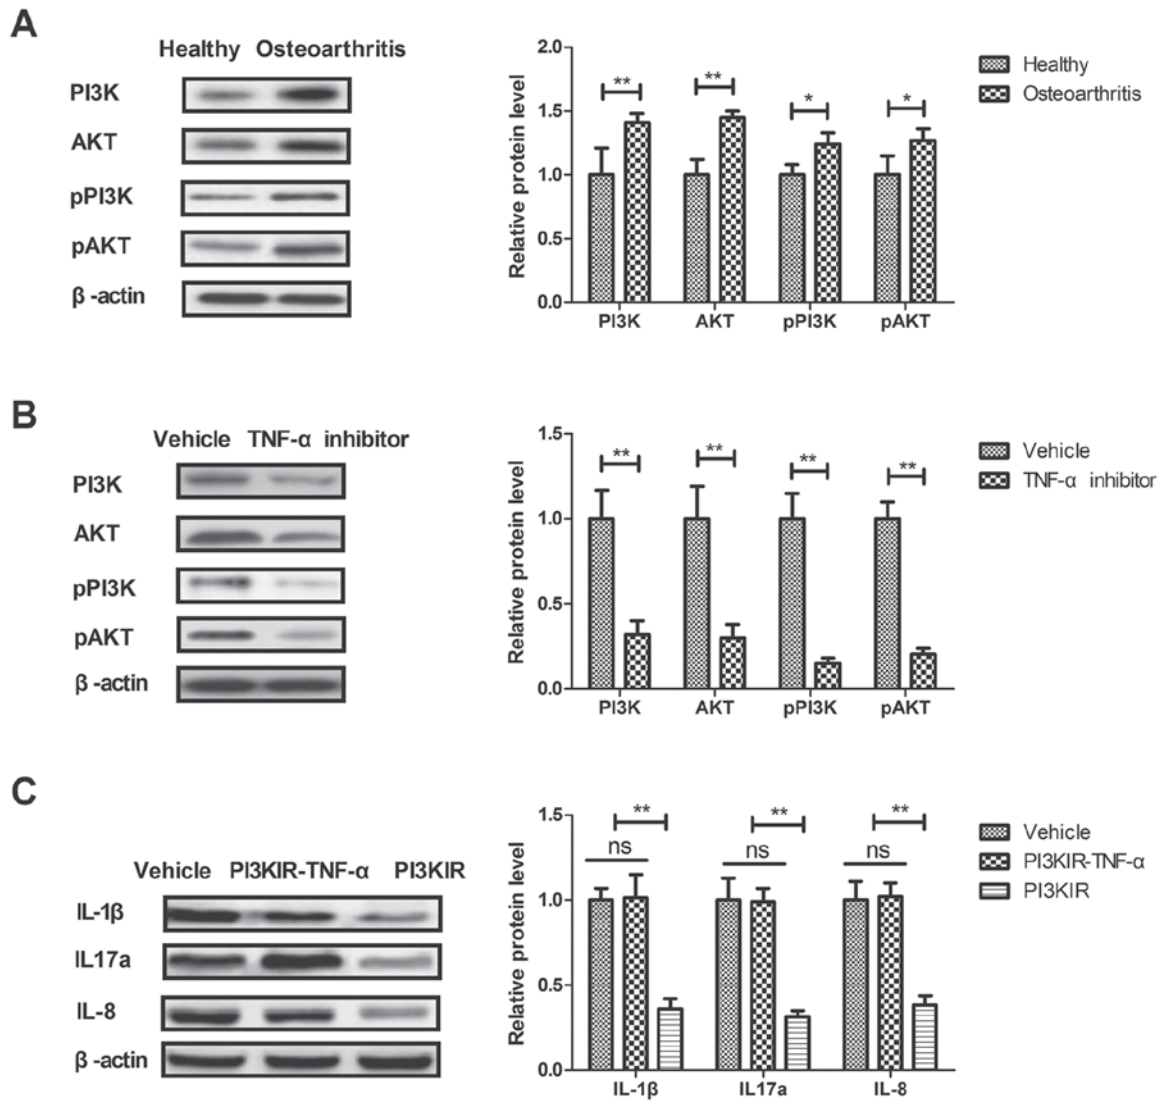 A
Healthy Osteoarthritis
PI3K
AKT
pPI3K
pAKT
β -actin
Relative protein level
2.0
1.5
1.0
0.5
0.0
** ** * *
PI3K AKT pPI3K pAKT
Healthy
Osteoarthritis
B
Vehicle TNF-α inhibitor
PI3K
AKT
pPI3K
pAKT
β -actin
Relative protein level
1.5
1.0
0.5
0.0
** ** ** **
PI3K AKT pPI3K pAKT
Vehicle
TNF-α inhibitor
C
Vehicle PI3KIR-TNF-α PI3KIR
IL-1β
IL17a
IL-8
β -actin
Relative protein level
1.5
1.0
0.5
0.0
** ** **
ns ns ns
IL-1β IL17a IL-8
Vehicle
PI3KIR-TNF-α
PI3KIR